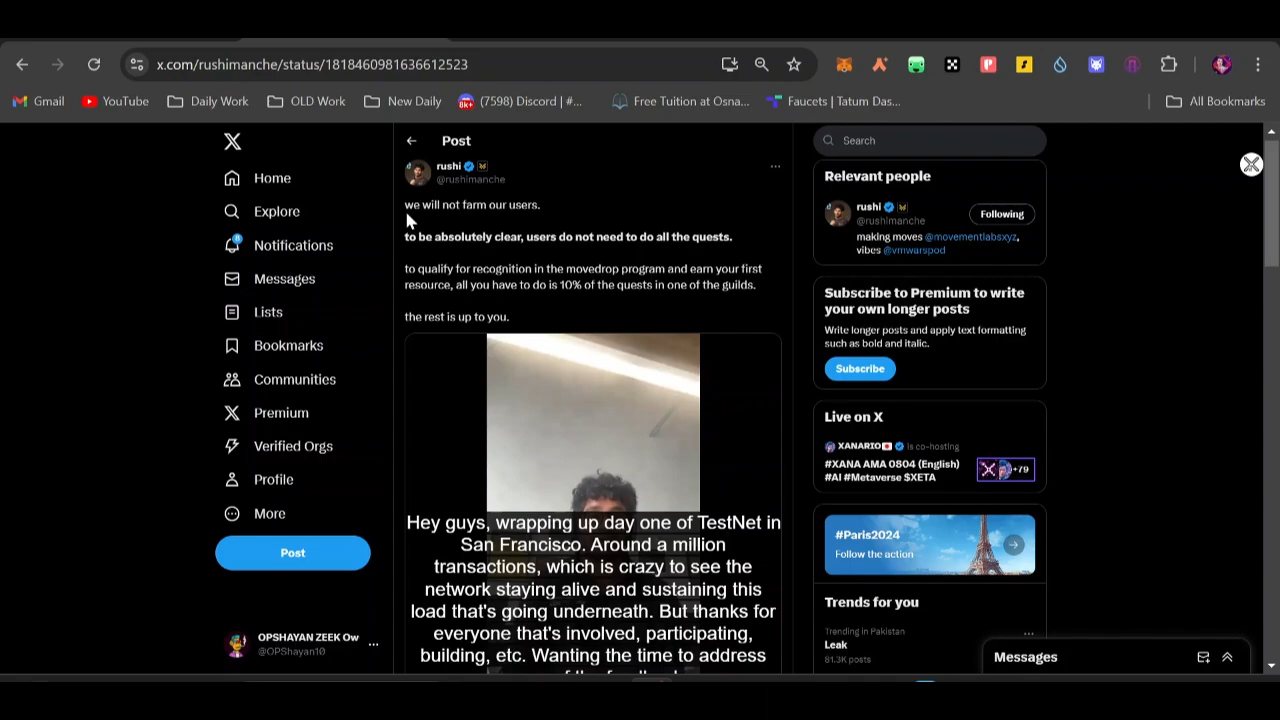 x.com/rushimanche/status/1818460981636612523
Gmail
YouTube
Daily Work
OLD Work
New Daily
(7598) Discord | #...
Free Tuition at Osna...
Faucets | Tatum Das...
All Bookmarks
Home
Explore
Notifications
Messages
Lists
Bookmarks
Communities
Premium
Verified Orgs
Profile
More
Post
OPSHAYAN ZEEK Ow
@OPShayan10
Post
rushi
@rushimanche
we will not farm our users.
to be absolutely clear, users do not need to do all the quests.
to qualify for recognition in the movedrop program and earn your first
resource, all you have to do is 10% of the quests in one of the guilds.
the rest is up to you.
Hey guys, wrapping up day one of TestNet in
San Francisco. Around a million
transactions, which is crazy to see the
network staying alive and sustaining this
load that's going underneath. But thanks for
everyone that's involved, participating,
building, etc. Wanting the time to address
Search
Relevant people
rushi
@rushimanche
Following
making moves @movementlabsxyz,
vibes @vmwarspod
Subscribe to Premium to write
your own longer posts
Write longer posts and apply text formatting
such as bold and italic.
Subscribe
Live on X
XANARIO is co-hosting
#XANA AMA 0804 (English)
#AI #Metaverse $XETA
+79
#Paris2024
Follow the action
Trends for you
Trending in Pakistan
Leak
81.3K posts
Messages